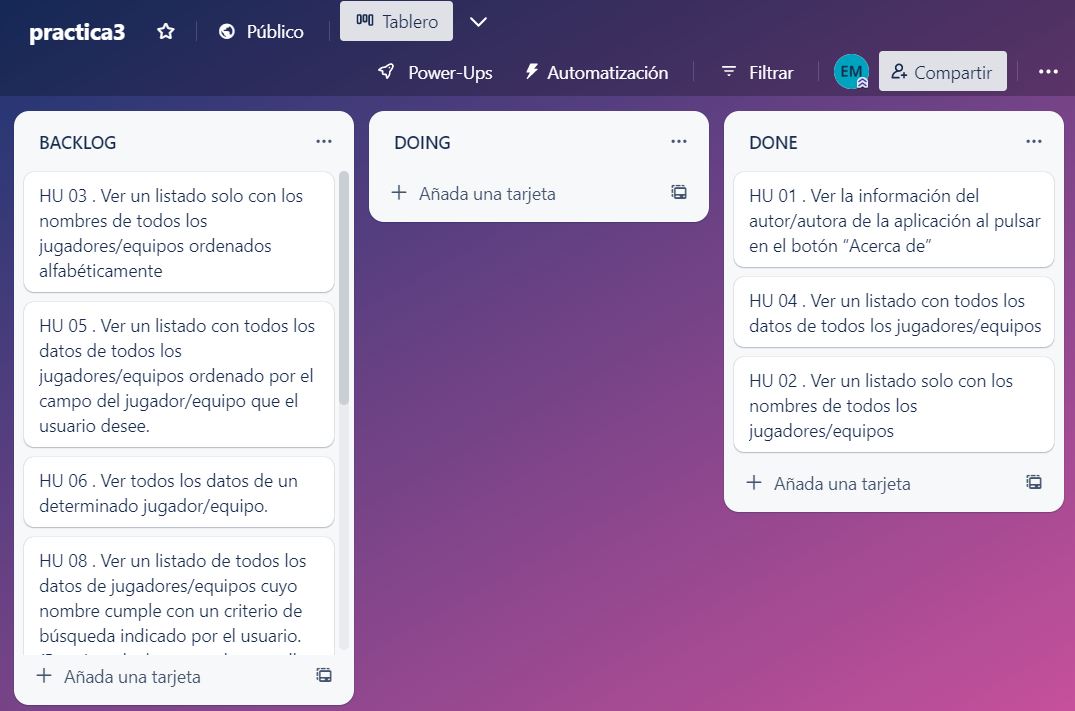 practica3
Público
Tablero
Power-Ups
Automatización
Filtrar
EM
Compartir
BACKLOG
HU 03 . Ver un listado solo con los
nombres de todos los
jugadores/equipos ordenados
alfabéticamente
HU 05 . Ver un listado con todos los
datos de todos los
jugadores/equipos ordenado por el
campo del jugador/equipo que el
usuario desee.
HU 06 . Ver todos los datos de un
determinado jugador/equipo.
HU 08 . Ver un listado de todos los
datos de jugadores/equipos cuyo
nombre cumple con un criterio de
búsqueda indicado por el usuario.
Añada una tarjeta
DOING
Añada una tarjeta
DONE
HU 01 . Ver la información del
autor/autora de la aplicación al pulsar
en el botón “Acerca de”
HU 04 . Ver un listado con todos los
datos de todos los jugadores/equipos
HU 02 . Ver un listado solo con los
nombres de todos los
jugadores/equipos
Añada una tarjeta